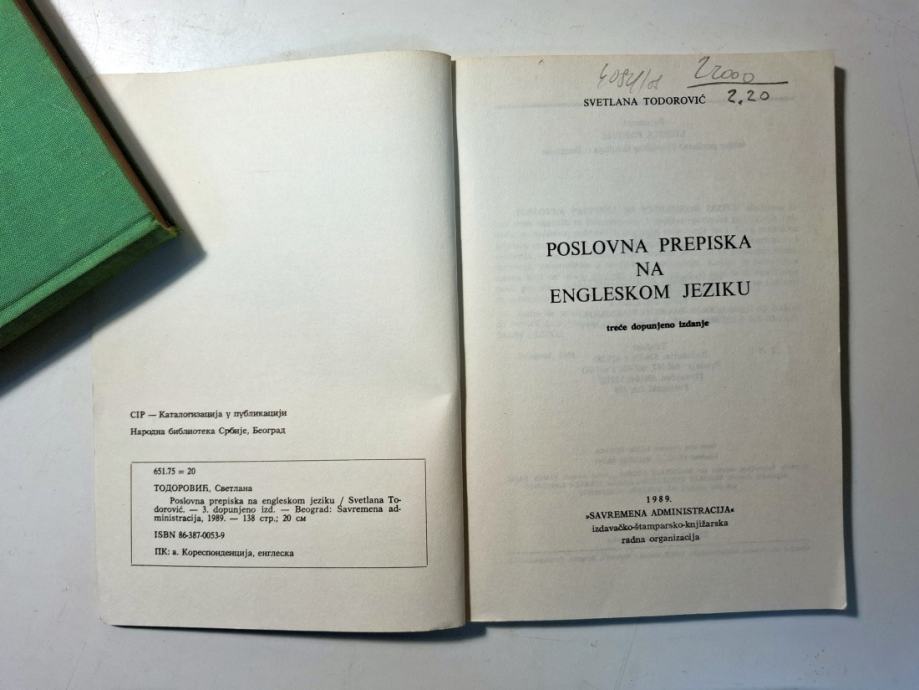 CIP — Каталогизација у публикацији
Народна библиотека Србије, Београд
651.75 = 20
ТОДОРОВИЋ, Светлана
Poslovna prepiska na engleskom jeziku / Svetlana To-
dorović. — 3. dopunjeno izd. — Beograd: Savremena ad-
ministracija, 1989. — 138 стр.; 20 см
ISBN 86-387-0053-9
ПК: а. Кореспонденција, енглеска
22000
SVETLANA TODOROVIĆ 2,20
POSLOVNA PREPISKA
NA
ENGLESKOM JEZIKU
treće dopunjeno izdanje
1989.
»SAVREMENA ADMINISTRACIJA«
izdavačko-štamparsko-knjižarska
radna organizacija